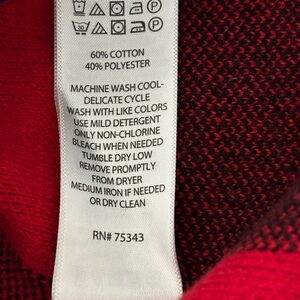 60% COTTON
40% POLYESTER
MACHINE WASH COOL-
DELICATE CYCLE
WASH WITH LIKE COLORS
USE MILD DETERGENT
ONLY NON-CHLORINE
BLEACH WHEN NEEDED
TUMBLE DRY LOW
REMOVE PROMPTLY
FROM DRYER
MEDIUM IRON IF NEEDED
OR DRY CLEAN
RN# 75343